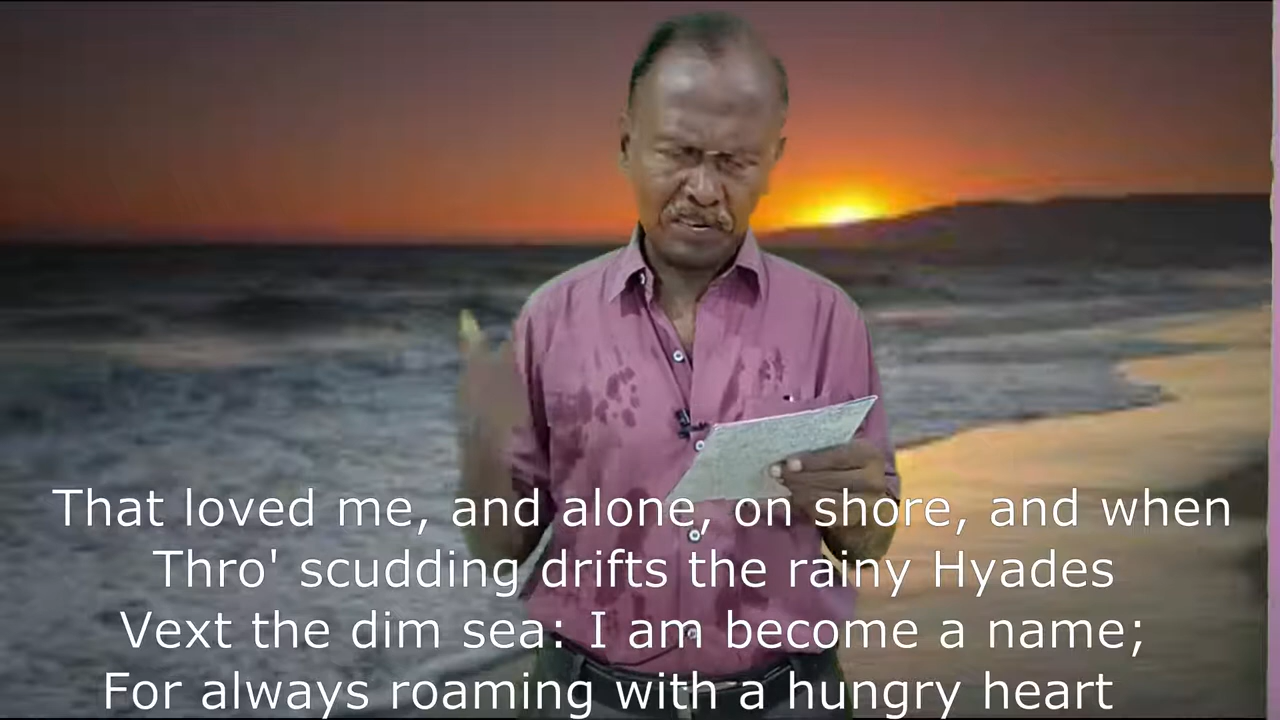 That loved me, and alone, on shore, and when
Thro' scudding drifts the rainy Hyades
Vext the dim sea: I am become a name;
For always roaming with a hungry heart